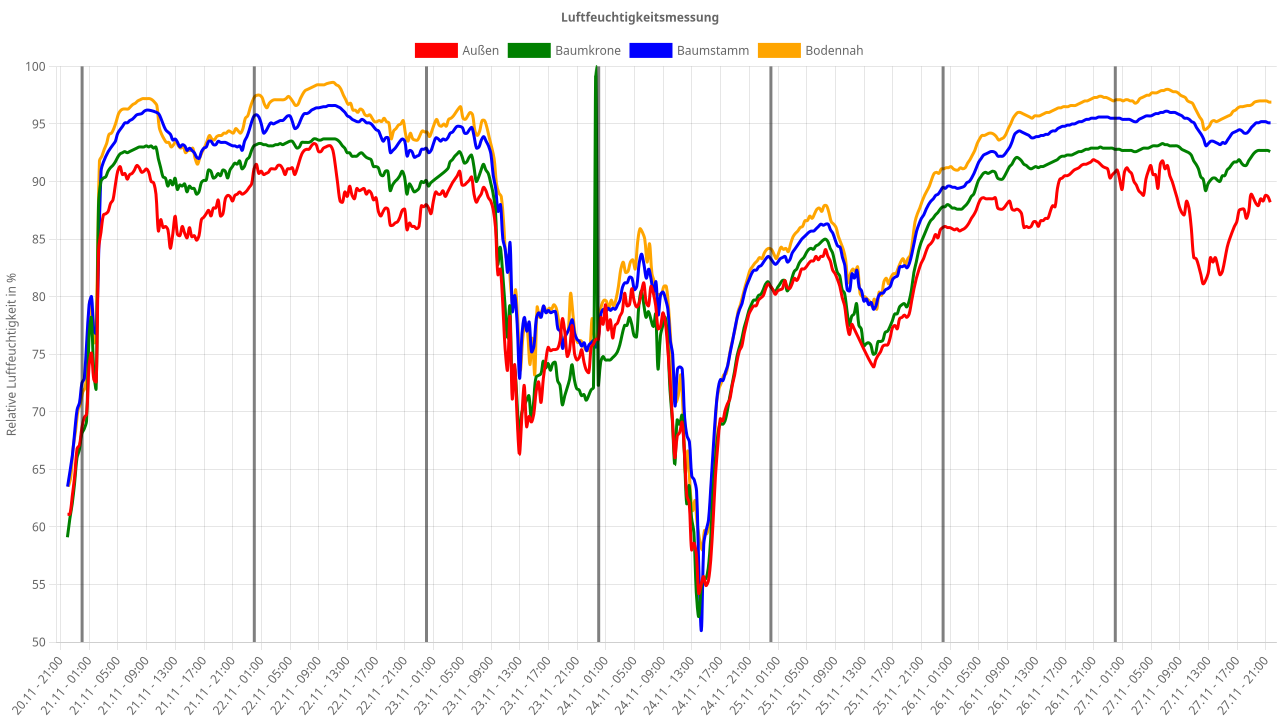 Luftfeuchtigkeitsmessung
Außen Baumkrone Baumstamm Bodennah
Relative Luftfeuchtigkeit in %
100
95
90
85
80
75
70
65
60
55
50
20.11 - 21:00
21.11 - 01:00
21.11 - 05:00
21.11 - 09:00
21.11 - 13:00
21.11 - 17:00
21.11 - 21:00
22.11 - 01:00
22.11 - 05:00
22.11 - 09:00
22.11 - 13:00
22.11 - 17:00
22.11 - 21:00
23.11 - 01:00
23.11 - 05:00
23.11 - 09:00
23.11 - 13:00
23.11 - 17:00
23.11 - 21:00
24.11 - 01:00
24.11 - 05:00
24.11 - 09:00
24.11 - 13:00
24.11 - 17:00
24.11 - 21:00
25.11 - 01:00
25.11 - 05:00
25.11 - 09:00
25.11 - 13:00
25.11 - 17:00
25.11 - 21:00
26.11 - 01:00
26.11 - 05:00
26.11 - 09:00
26.11 - 13:00
26.11 - 17:00
26.11 - 21:00
27.11 - 01:00
27.11 - 05:00
27.11 - 09:00
27.11 - 13:00
27.11 - 17:00
27.11 - 21:00